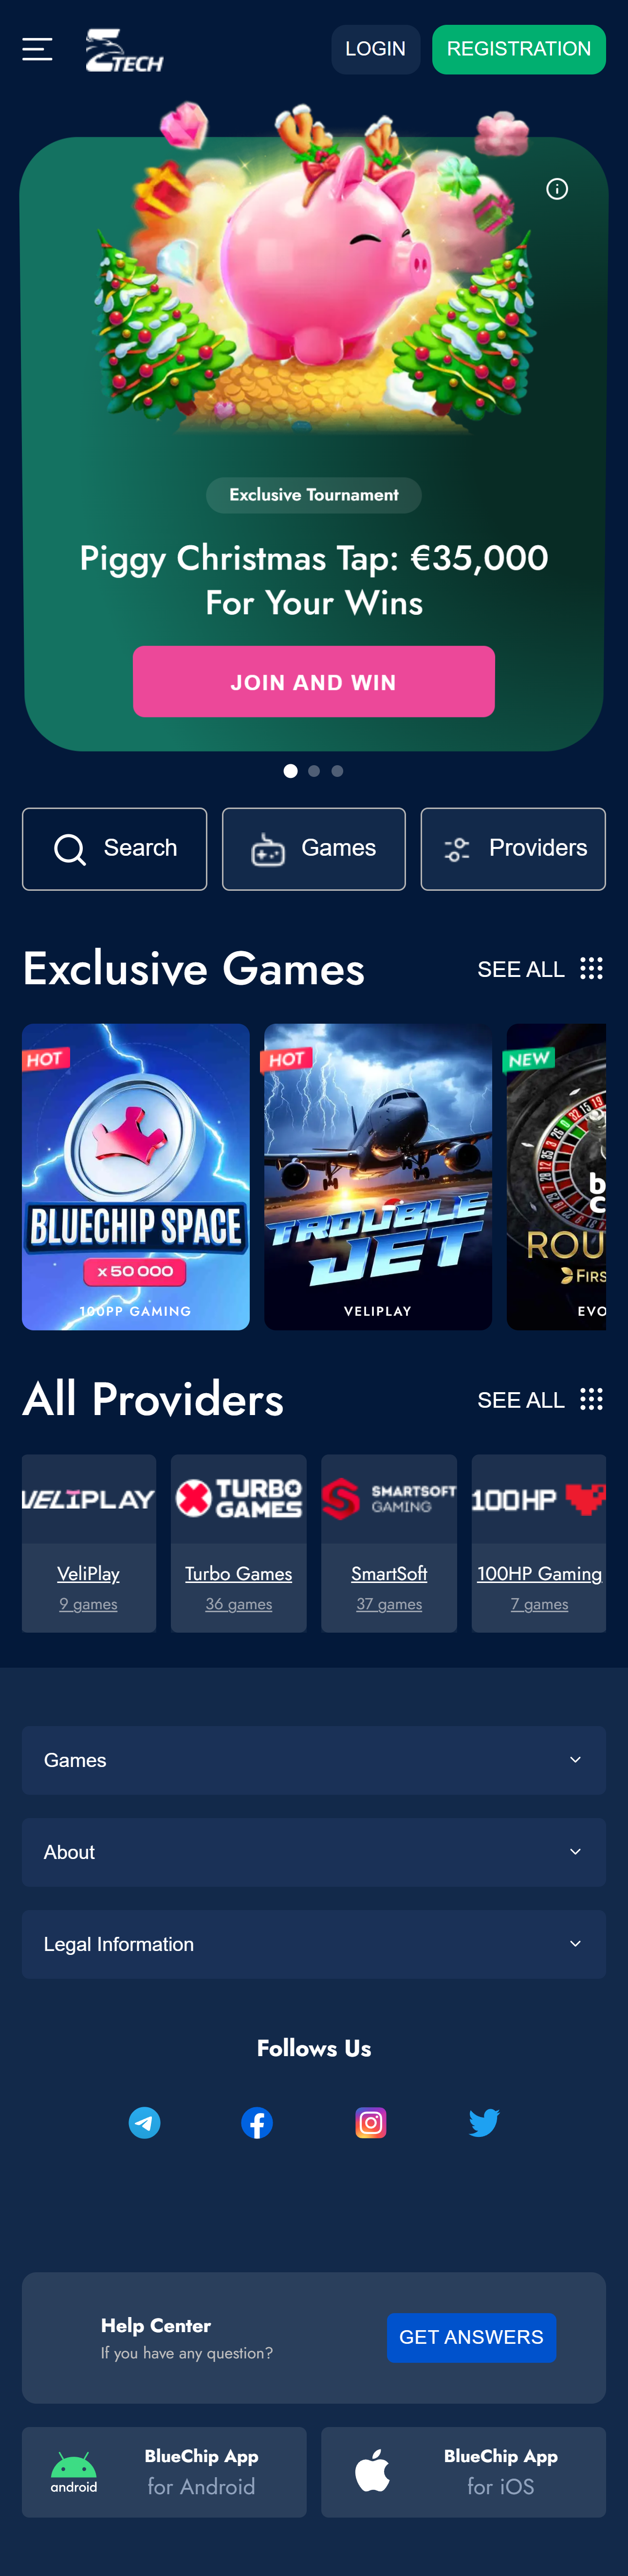 ZTECH
LOGIN
REGISTRATION
Exclusive Tournament
Piggy Christmas Tap: €35,000
For Your Wins
JOIN AND WIN
Search
Games
Providers
Exclusive Games
SEE ALL
HOT
BLUECHIP SPACE
x50 000
100PP GAMING
HOT
TROUBLE
JET
VELIPLAY
NEW
ROU
FIRS
EVO
All Providers
SEE ALL
VELIPLAY
VeliPlay
9 games
TURBO
GAMES
Turbo Games
36 games
SMARTSOFT
GAMING
SmartSoft
37 games
100HP
100HP Gaming
7 games
Games
About
Legal Information
Follows Us
Help Center
If you have any question?
GET ANSWERS
android
BlueChip App
for Android
BlueChip App
for iOS